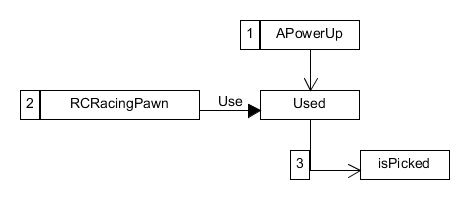 1 APowerUp
2 RCRacingPawn Use Used
3 isPicked